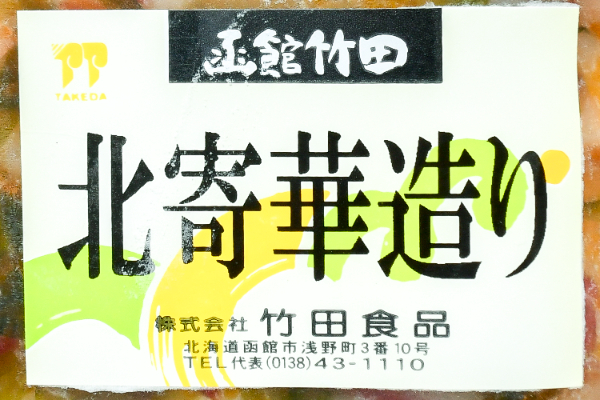 函館竹田
TAKEDA
北寄華造り
株式会社 竹田食品
北海道函館市浅野町3番10号
TEL代表(0138)43-1110